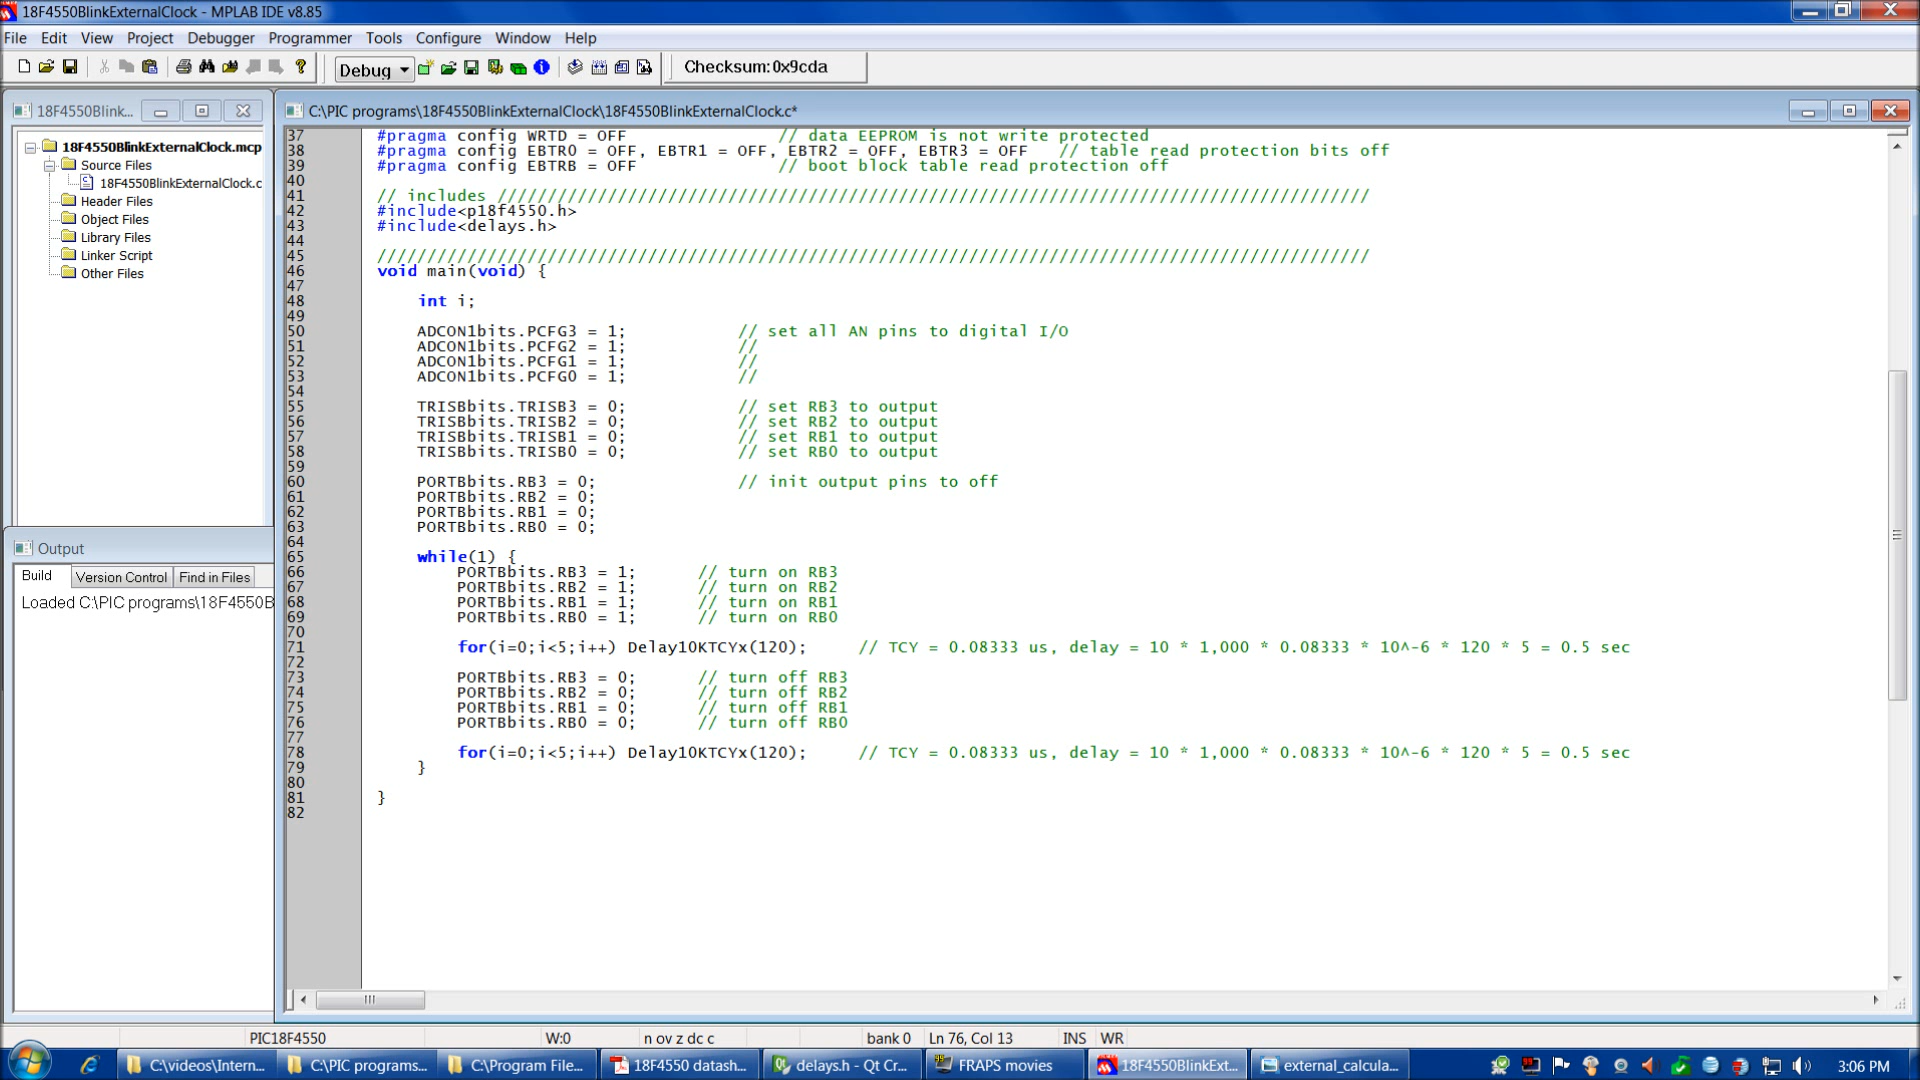 18F4550BlinkExternalClock - MPLAB IDE v8.85
File Edit View Project Debugger Programmer Tools Configure Window Help
Debug Checksum: 0x9cda
18F4550Blink...
18F4550BlinkExternalClock.mcp
Source Files
18F4550BlinkExternalClock.c
Header Files
Object Files
Library Files
Linker Script
Other Files
Output
Build Version Control Find in Files
Loaded C:\PIC programs\18F4550B
C:\PIC programs\18F4550BlinkExternalClock\18F4550BlinkExternalClock.c*
37 #pragma config WRTD = OFF // data EEPROM is not write protected
38 #pragma config EBTR0 = OFF, EBTR1 = OFF, EBTR2 = OFF, EBTR3 = OFF // table read protection bits off
39 #pragma config EBTRB = OFF // boot block table read protection off
40
41 // includes ///////////////////////////////////////////////////////////////////////////////////////
42 #include<p18f4550.h>
43 #include<delays.h>
44
45 ///////////////////////////////////////////////////////////////////////////////////////////////////
46 void main(void) {
47
48 int i;
49
50 ADCON1bits.PCFG3 = 1; // set all AN pins to digital I/O
51 ADCON1bits.PCFG2 = 1; //
52 ADCON1bits.PCFG1 = 1; //
53 ADCON1bits.PCFG0 = 1; //
54
55 TRISBbits.TRISB3 = 0; // set RB3 to output
56 TRISBbits.TRISB2 = 0; // set RB2 to output
57 TRISBbits.TRISB1 = 0; // set RB1 to output
58 TRISBbits.TRISB0 = 0; // set RB0 to output
59
60 PORTBbits.RB3 = 0; // init output pins to off
61 PORTBbits.RB2 = 0;
62 PORTBbits.RB1 = 0;
63 PORTBbits.RB0 = 0;
64
65 while(1) {
66 PORTBbits.RB3 = 1; // turn on RB3
67 PORTBbits.RB2 = 1; // turn on RB2
68 PORTBbits.RB1 = 1; // turn on RB1
69 PORTBbits.RB0 = 1; // turn on RB0
70
71 for(i=0;i<5;i++) Delay10KTCYx(120); // TCY = 0.08333 us, delay = 10 * 1,000 * 0.08333 * 10^-6 * 120 * 5 = 0.5 sec
72
73 PORTBbits.RB3 = 0; // turn off RB3
74 PORTBbits.RB2 = 0; // turn off RB2
75 PORTBbits.RB1 = 0; // turn off RB1
76 PORTBbits.RB0 = 0; // turn off RB0
77
78 for(i=0;i<5;i++) Delay10KTCYx(120); // TCY = 0.08333 us, delay = 10 * 1,000 * 0.08333 * 10^-6 * 120 * 5 = 0.5 sec
79 }
80
81 }
82
PIC18F4550 W:0 n ov z dc c bank 0 Ln 76, Col 13 INS WR
C:\videos\Intern... C:\PIC programs... C:\Program File... 18F4550 datash... delays.h - Qt Cr... FRAPS movies 18F4550BlinkExt... external_calcula... 3:06 PM